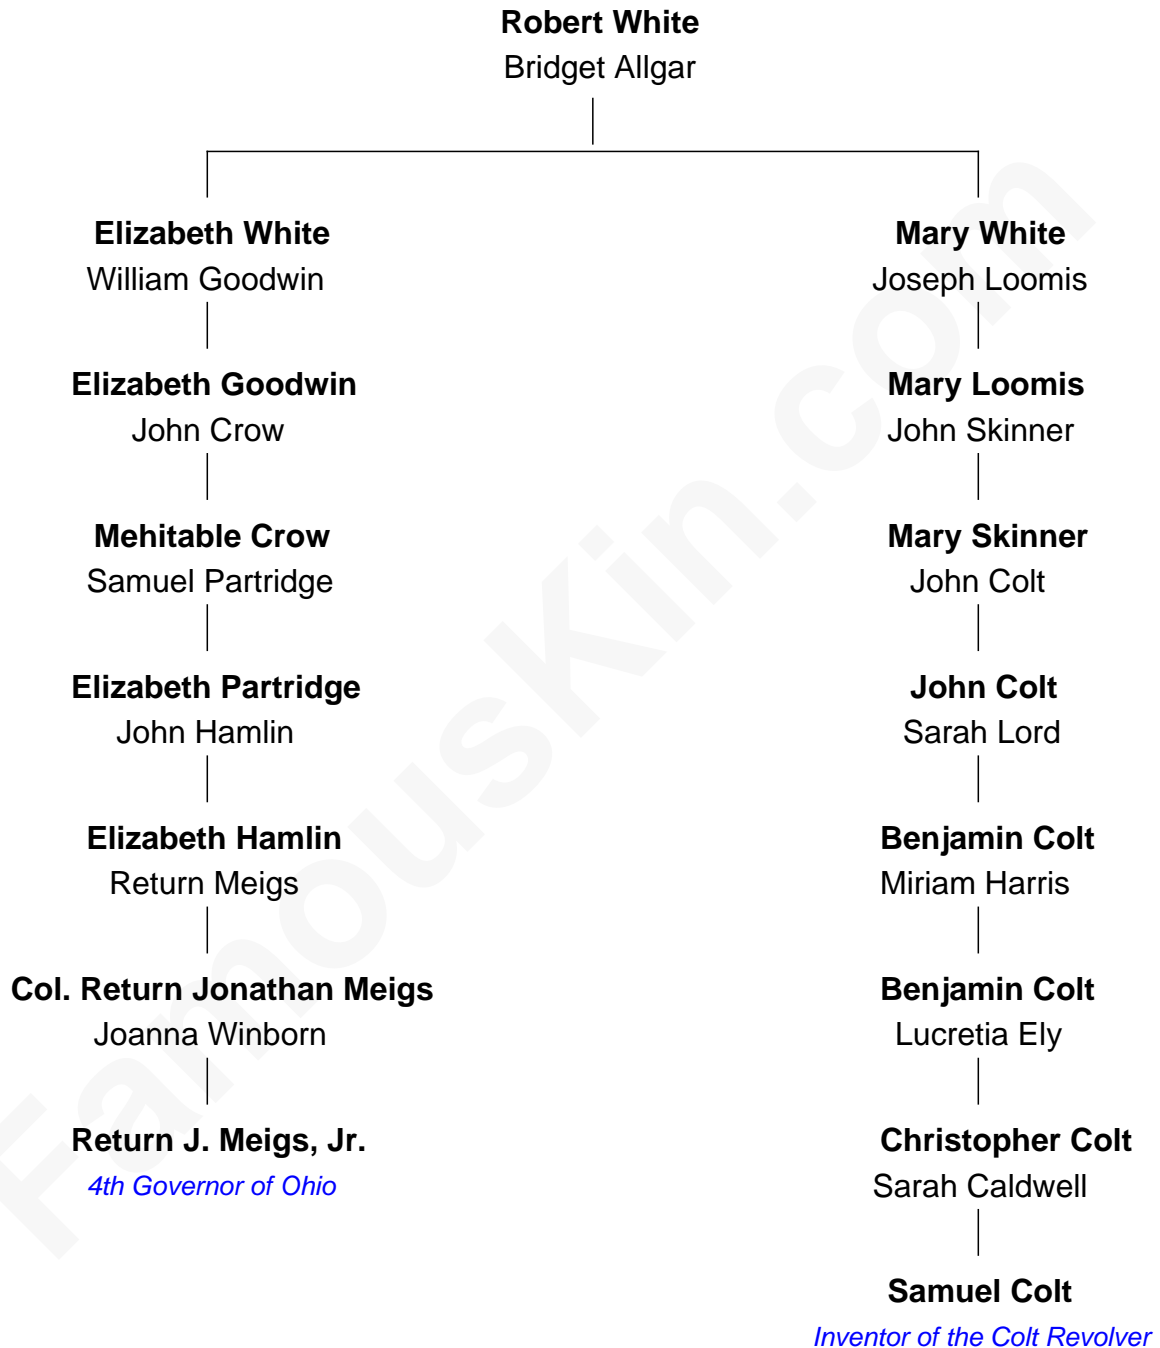 Robert White
Bridget Allgar
Elizabeth White
William Goodwin
Mary White
Joseph Loomis
Elizabeth Goodwin
John Crow
Mary Loomis
John Skinner
Mehitable Crow
Samuel Partridge
Mary Skinner
John Colt
Elizabeth Partridge
John Hamlin
John Colt
Sarah Lord
Elizabeth Hamlin
Return Meigs
Benjamin Colt
Miriam Harris
Col. Return Jonathan Meigs
Joanna Winborn
Benjamin Colt
Lucretia Ely
Return J. Meigs, Jr.
4th Governor of Ohio
Christopher Colt
Sarah Caldwell
Samuel Colt
Inventor of the Colt Revolver
FamousKin.com